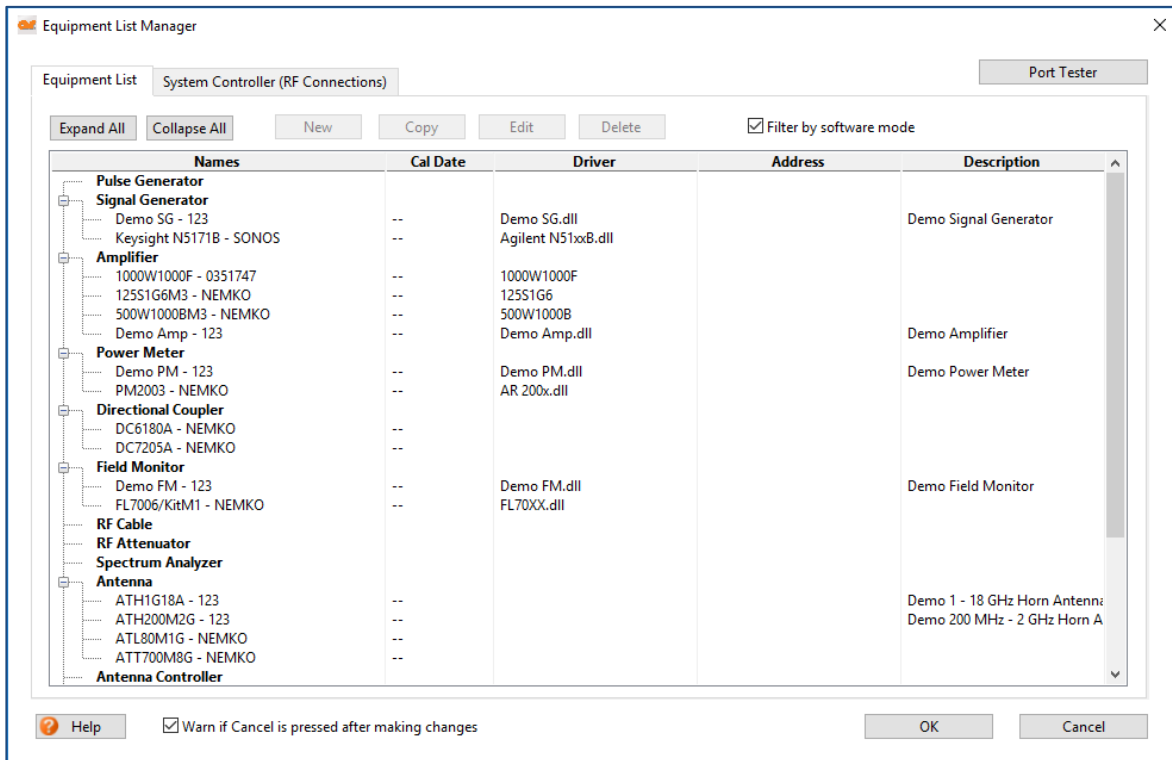 Equipment List Manager
Equipment List System Controller (RF Connections) Port Tester
Expand All Collapse All New Copy Edit Delete Filter by software mode
Names Cal Date Driver Address Description
Pulse Generator
Signal Generator
Demo SG - 123 -- Demo SG.dll Demo Signal Generator
Keysight N5171B - SONOS -- Agilent N51xxB.dll
Amplifier
1000W1000F - 0351747 -- 1000W1000F
125S1G6M3 - NEMKO -- 125S1G6
500W1000BM3 - NEMKO -- 500W1000B
Demo Amp - 123 -- Demo Amp.dll Demo Amplifier
Power Meter
Demo PM - 123 -- Demo PM.dll Demo Power Meter
PM2003 - NEMKO -- AR 200x.dll
Directional Coupler
DC6180A - NEMKO --
DC7205A - NEMKO --
Field Monitor
Demo FM - 123 -- Demo FM.dll Demo Field Monitor
FL7006/KitM1 - NEMKO -- FL70XX.dll
RF Cable
RF Attenuator
Spectrum Analyzer
Antenna
ATH1G18A - 123 -- Demo 1 - 18 GHz Horn Antenna
ATH200M2G - 123 -- Demo 200 MHz - 2 GHz Horn A
ATL80M1G - NEMKO --
ATT700M8G - NEMKO --
Antenna Controller
Help Warn if Cancel is pressed after making changes OK Cancel